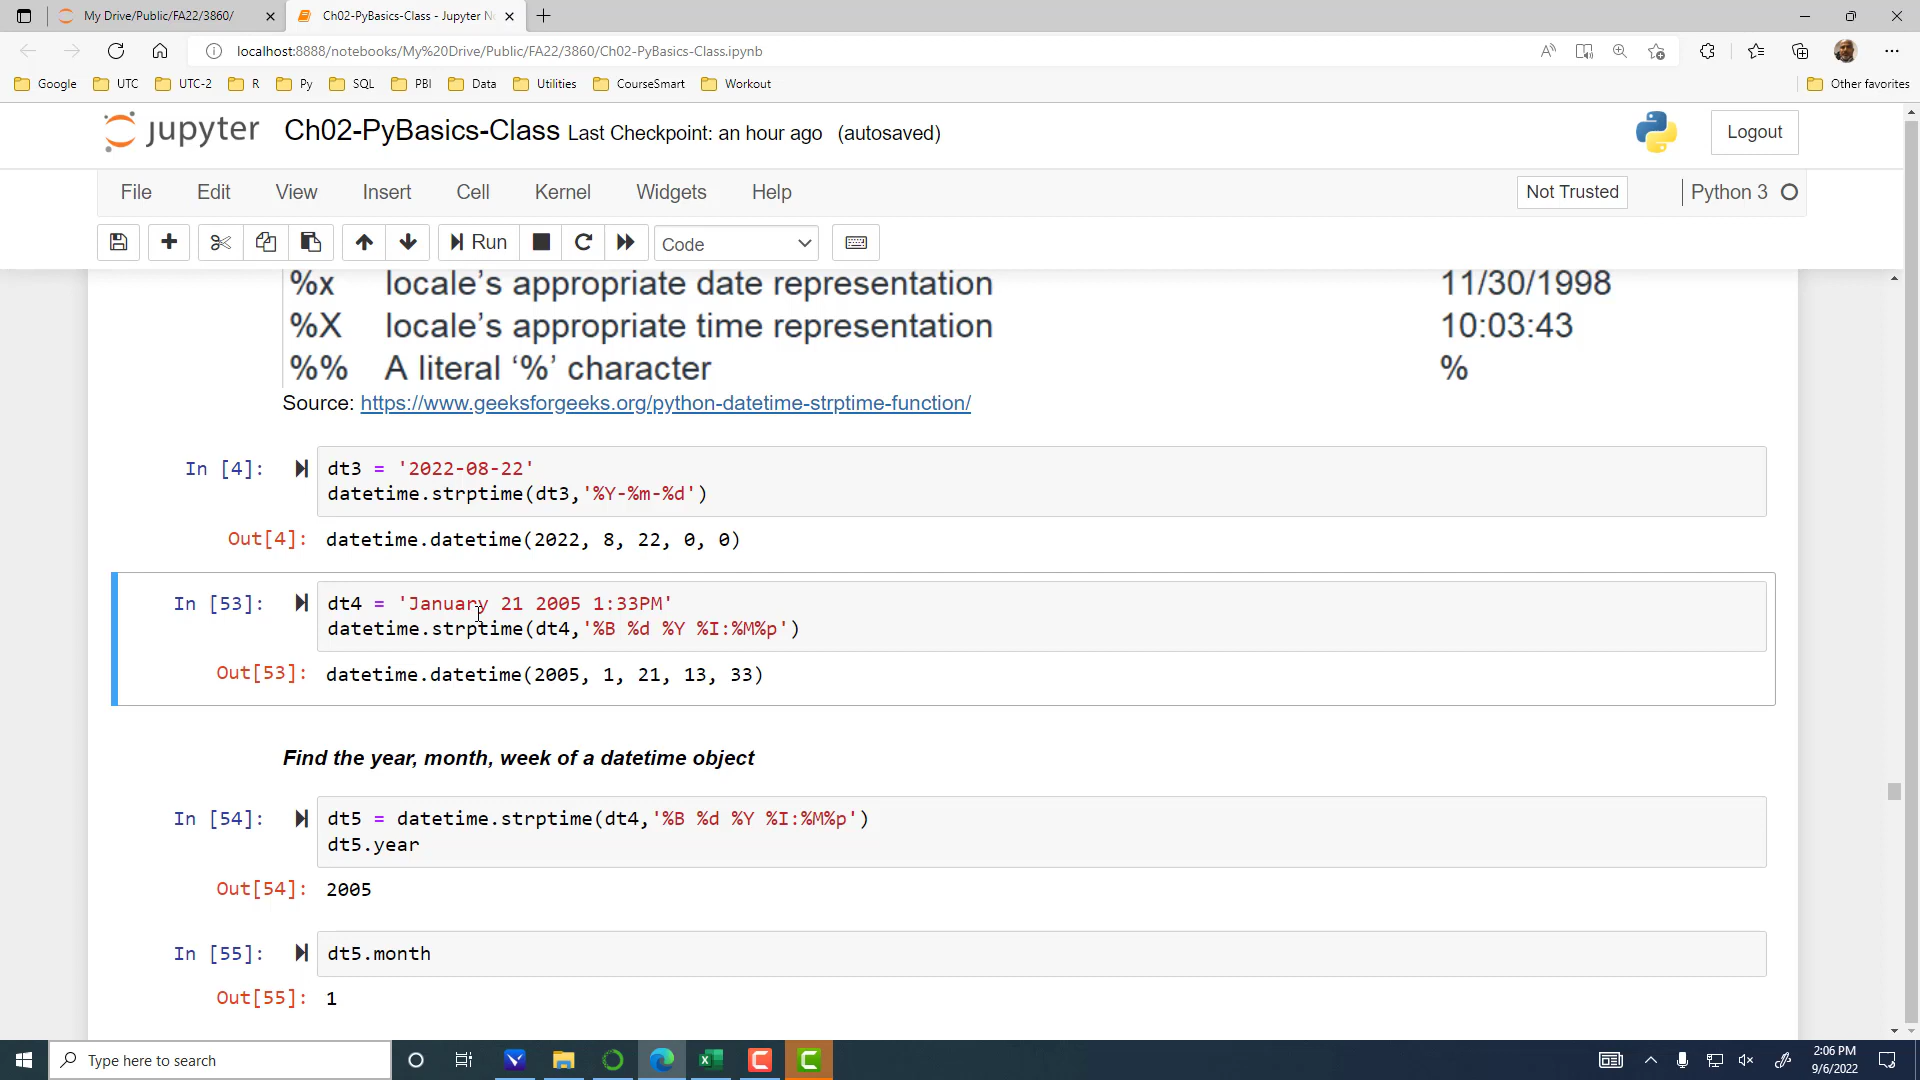 My Drive/Public/FA22/3860/
Ch02-PyBasics-Class - Jupyter N
localhost:8888/notebooks/My%20Drive/Public/FA22/3860/Ch02-PyBasics-Class.ipynb
Google UTC UTC-2 R Py SQL PBI Data Utilities CourseSmart Workout Other favorites
jupyter Ch02-PyBasics-Class Last Checkpoint: an hour ago (autosaved) Logout
File Edit View Insert Cell Kernel Widgets Help Not Trusted Python 3
Run Code
%x locale’s appropriate date representation 11/30/1998
%X locale’s appropriate time representation 10:03:43
%% A literal ‘%’ character %
Source: https://www.geeksforgeeks.org/python-datetime-strptime-function/
In [4]: dt3 = '2022-08-22'
datetime.strptime(dt3,'%Y-%m-%d')
Out[4]: datetime.datetime(2022, 8, 22, 0, 0)
In [53]: dt4 = 'January 21 2005 1:33PM'
datetime.strptime(dt4,'%B %d %Y %I:%M%p')
Out[53]: datetime.datetime(2005, 1, 21, 13, 33)
Find the year, month, week of a datetime object
In [54]: dt5 = datetime.strptime(dt4,'%B %d %Y %I:%M%p')
dt5.year
Out[54]: 2005
In [55]: dt5.month
Out[55]: 1
Type here to search
2:06 PM
9/6/2022